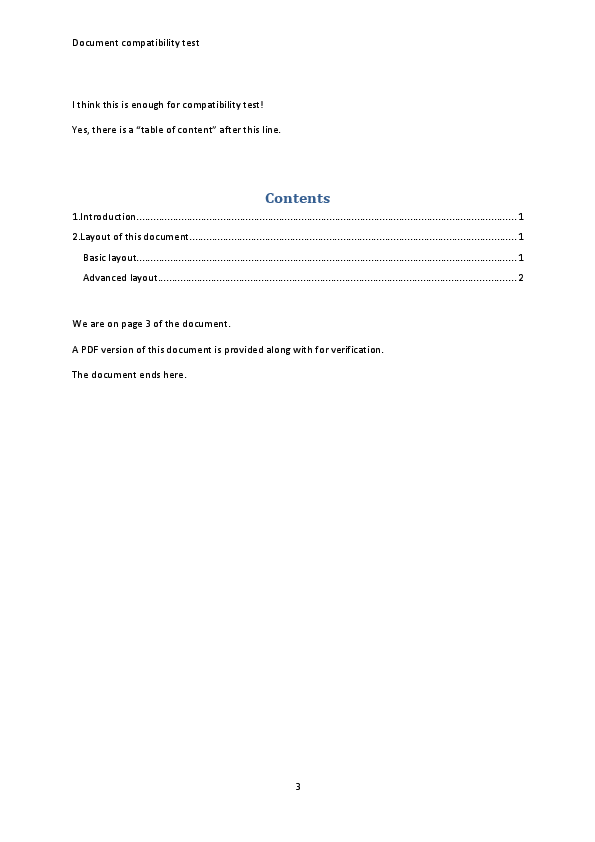 Document compatibility test
I think this is enough for compatibility test!
Yes, there is a “table of content” after this line.
Contents
1.Introduction........................................................................................................................................ 1
2.Layout of this document..................................................................................................................... 1
Basic layout........................................................................................................................................ 1
Advanced layout................................................................................................................................ 2
We are on page 3 of the document.
A PDF version of this document is provided along with for verification.
The document ends here.
3